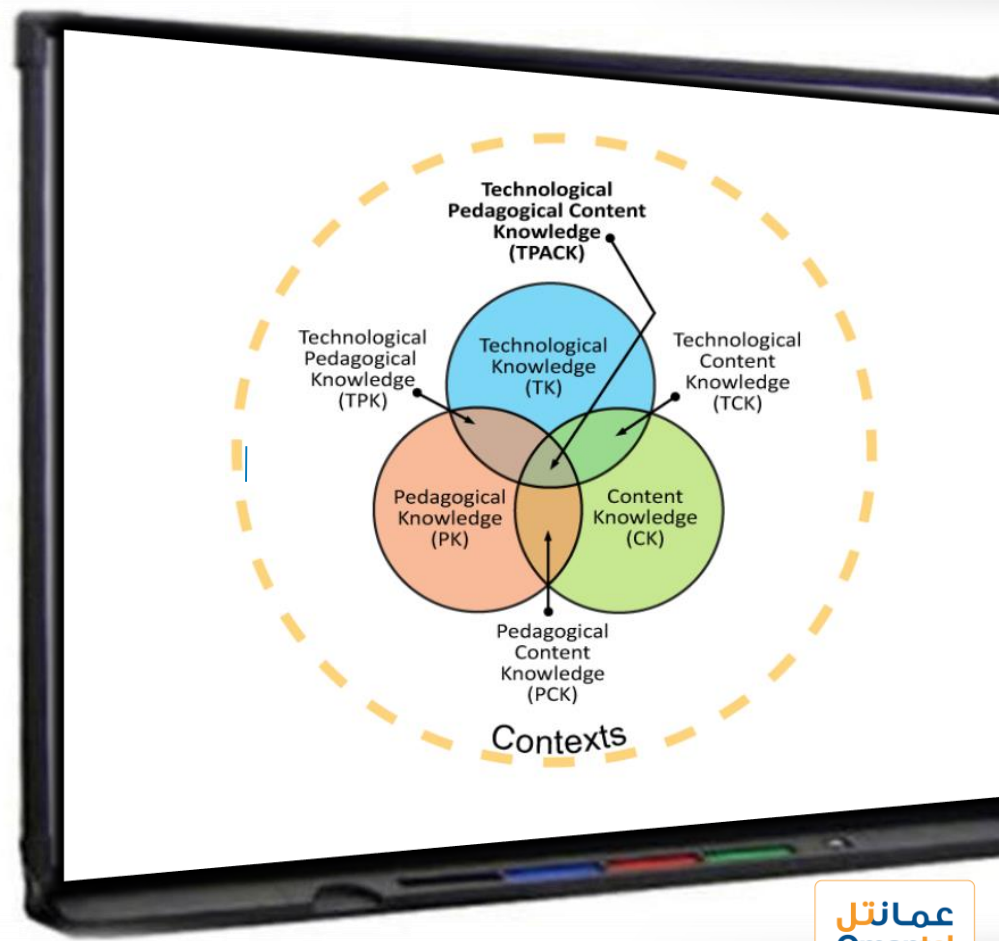 Technological
Pedagogical Content
Knowledge
(TPACK)
Technological
Pedagogical
Knowledge
(TPK)
Technological
Knowledge
(TK)
Technological
Content
Knowledge
(TCK)
Pedagogical
Knowledge
(PK)
Content
Knowledge
(CK)
Pedagogical
Content
Knowledge
(PCK)
Contexts
عمانتل